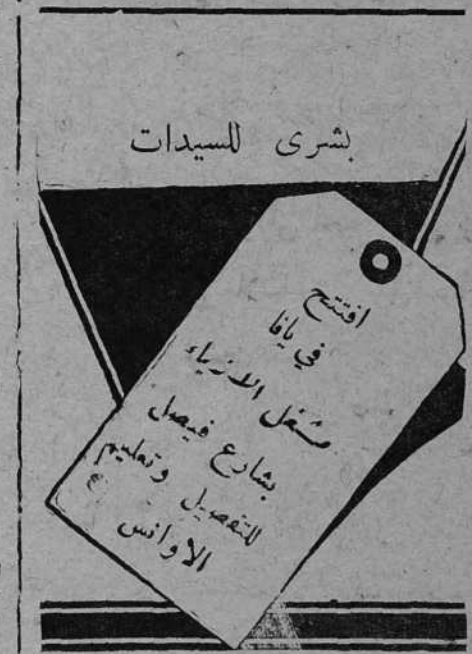 بشرى للسيدات
افتتح
في يافا
مشغل الازياء
بشارع فيصل
للتفصيل وتعليم
الاوانس